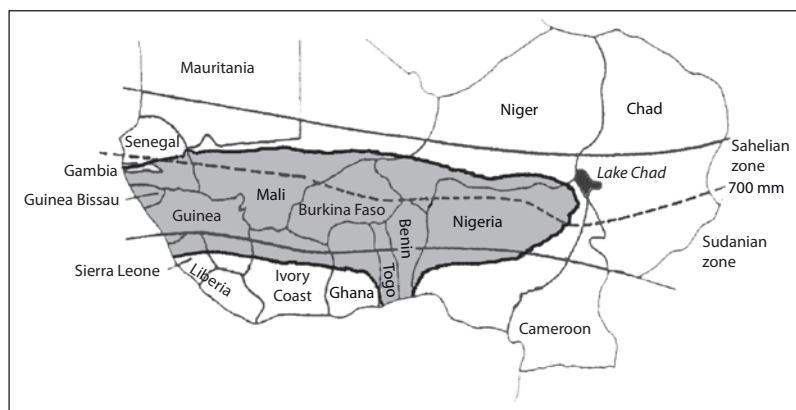 Mauritania
Niger
Chad
Senegal
Sahelian
zone
Gambia
Lake Chad
700 mm
Guinea Bissau
Mali
Guinea
Burkina Faso
Benin
Nigeria
Sudanian
zone
Sierra Leone
Liberia
Ivory
Coast
Ghana
Togo
Cameroon